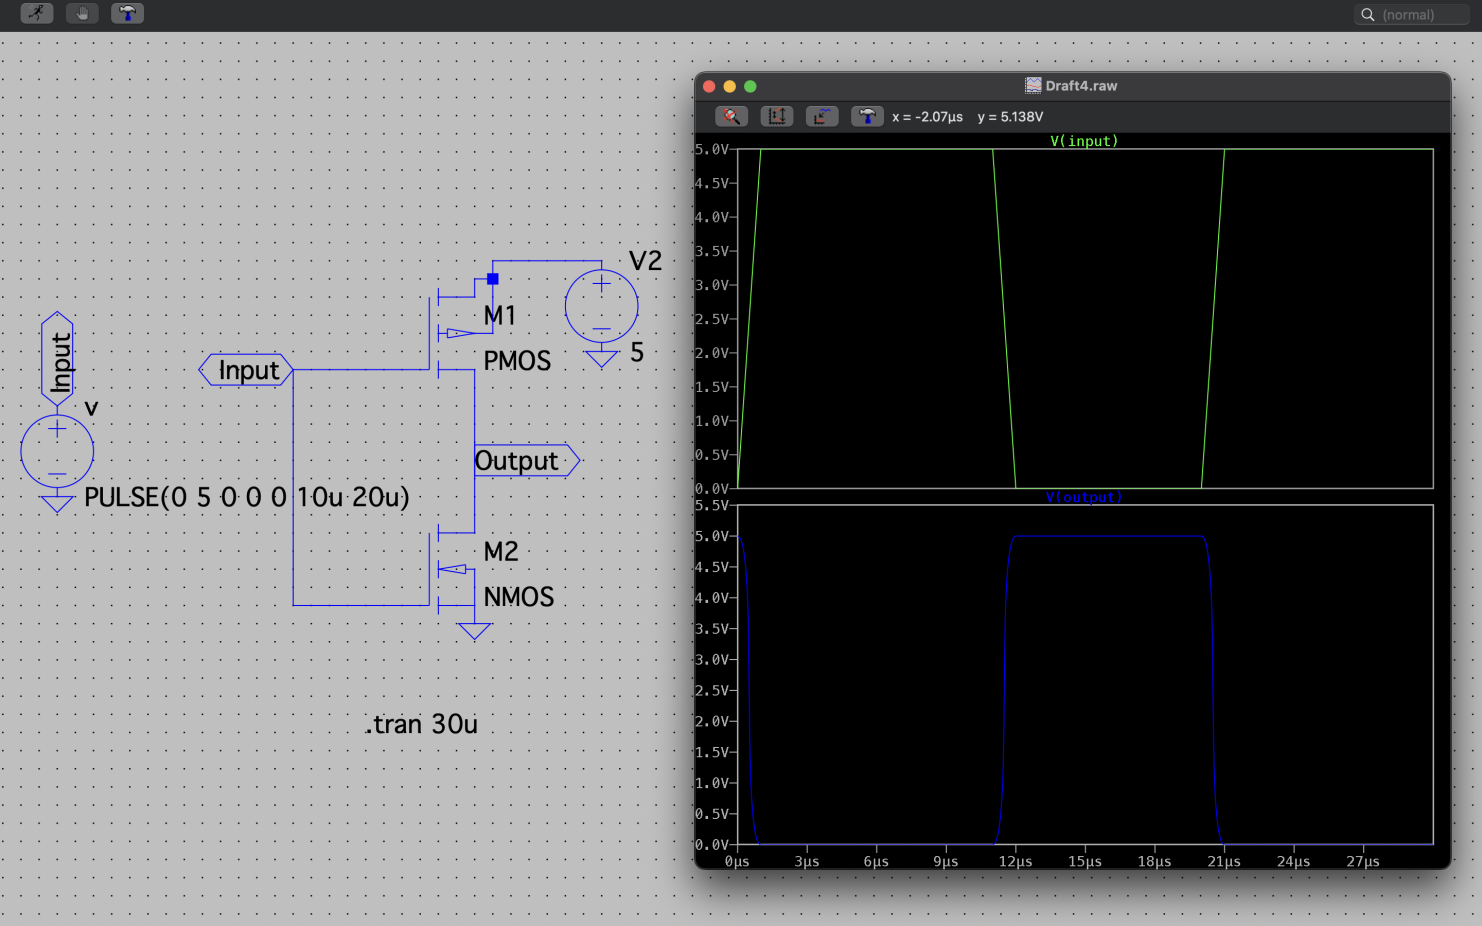 (normal)
Draft4.raw
x = -2.07µs y = 5.138V
V(input)
5.0V
4.5V
4.0V
3.5V
3.0V
2.5V
2.0V
1.5V
1.0V
0.5V
0.0V
V(output)
5.5V
5.0V
4.5V
4.0V
3.5V
3.0V
2.5V
2.0V
1.5V
1.0V
0.5V
0.0V
0µs 3µs 6µs 9µs 12µs 15µs 18µs 21µs 24µs 27µs
V2
5
M1
PMOS
Input
Input
v
PULSE(0 5 0 0 0 10u 20u)
Output
M2
NMOS
.tran 30u